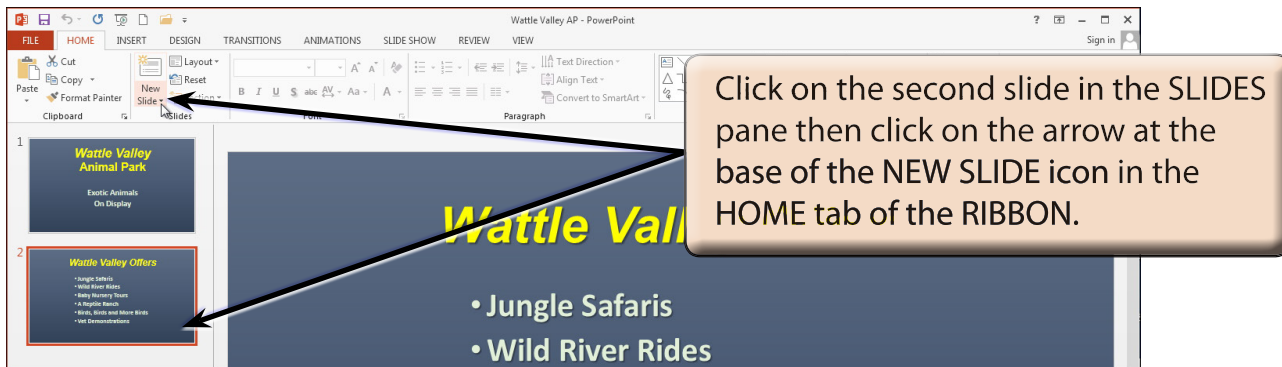 Wattle Valley AP - PowerPoint
FILE HOME INSERT DESIGN TRANSITIONS ANIMATIONS SLIDE SHOW REVIEW VIEW Sign in
Cut
Copy
Format Painter
Paste
Clipboard
New
Slide
Layout
Reset
Slides
Paragraph
Text Direction
Align Text
Convert to SmartArt
Click on the second slide in the SLIDES
pane then click on the arrow at the
base of the NEW SLIDE icon in the
HOME tab of the RIBBON.
1
Wattle Valley
Animal Park
Exotic Animals
On Display
2
Wattle Valley Offers
• Jungle Safaris
• Wild River Rides
• Baby Nursery Tours
• A Reptile Ranch
• Birds, Birds and More Birds
• Vet Demonstrations
Wattle Vall
• Jungle Safaris
• Wild River Rides